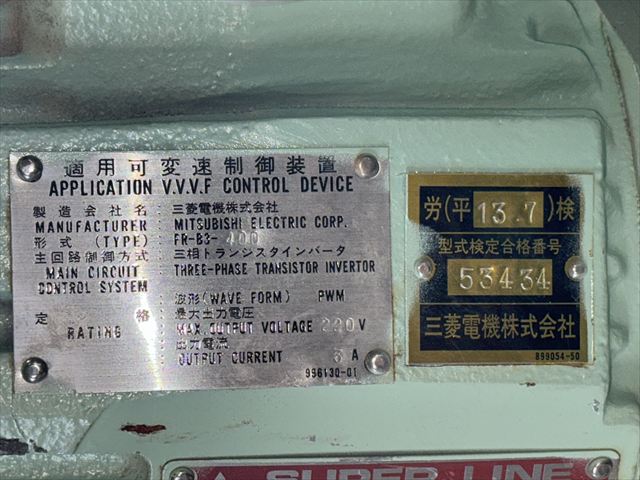 適用可変速制御装置
APPLICATION V.V.V.F CONTROL DEVICE
製造会社名 : 三菱電機株式会社
MANUFACTURER MITSUBISHI ELECTRIC CORP.
形式 (TYPE) : FR-B3-400
主回路制御方式 : 三相トランジスタインバータ
MAIN CIRCUIT THREE-PHASE TRANSISTOR INVERTOR
CONTROL SYSTEM
: 波形 (WAVE FORM) PWM
定 格 : 最大出力電圧
RATING MAX. OUTPUT VOLTAGE 220 V
: 出力電流
OUTPUT CURRENT A
996130-01
労(平 13.7)検
型式検定合格番号
53434
三菱電機株式会社
899054-50
SUPER LINE